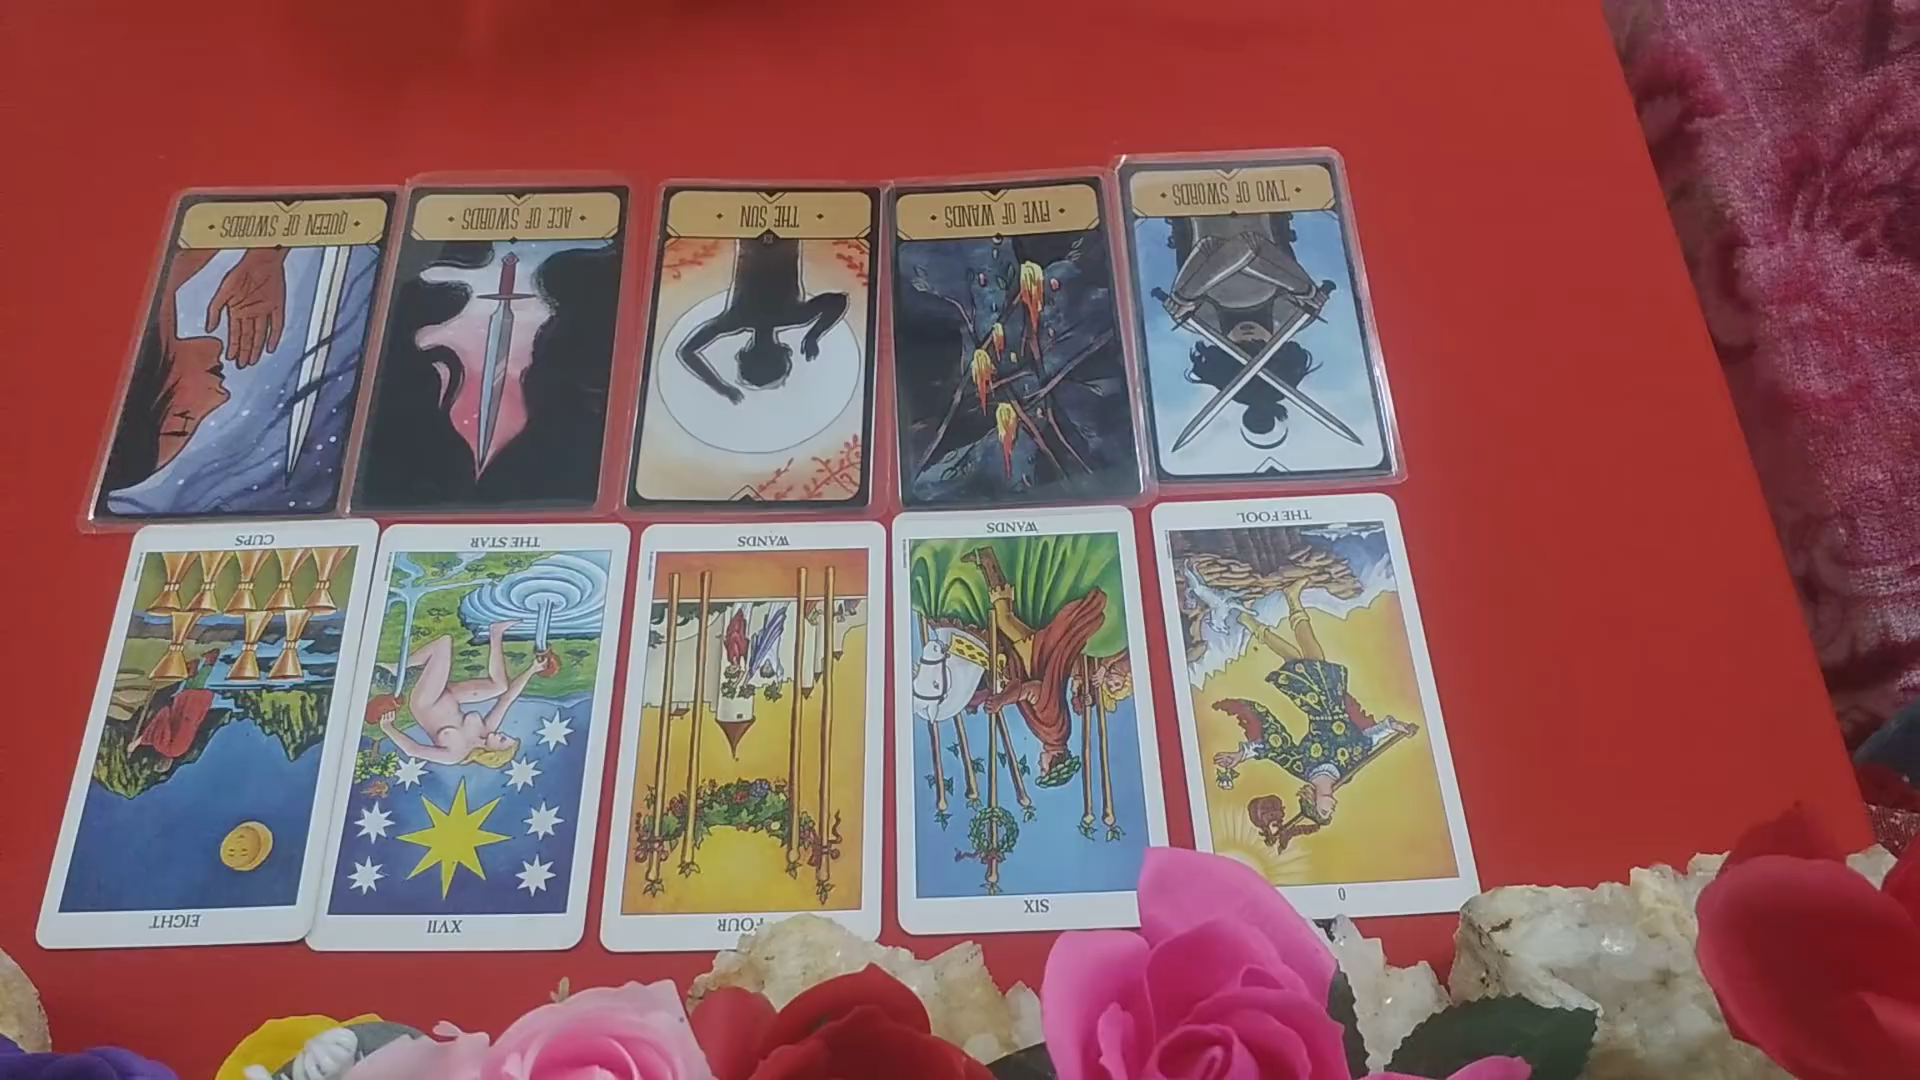 QUEEN OF SWORDS
ACE OF SWORDS
THE SUN
FIVE OF WANDS
TWO OF SWORDS
CUPS
THE STAR
WANDS
WANDS
THE FOOL
EIGHT
XVII
FOUR
SIX
0